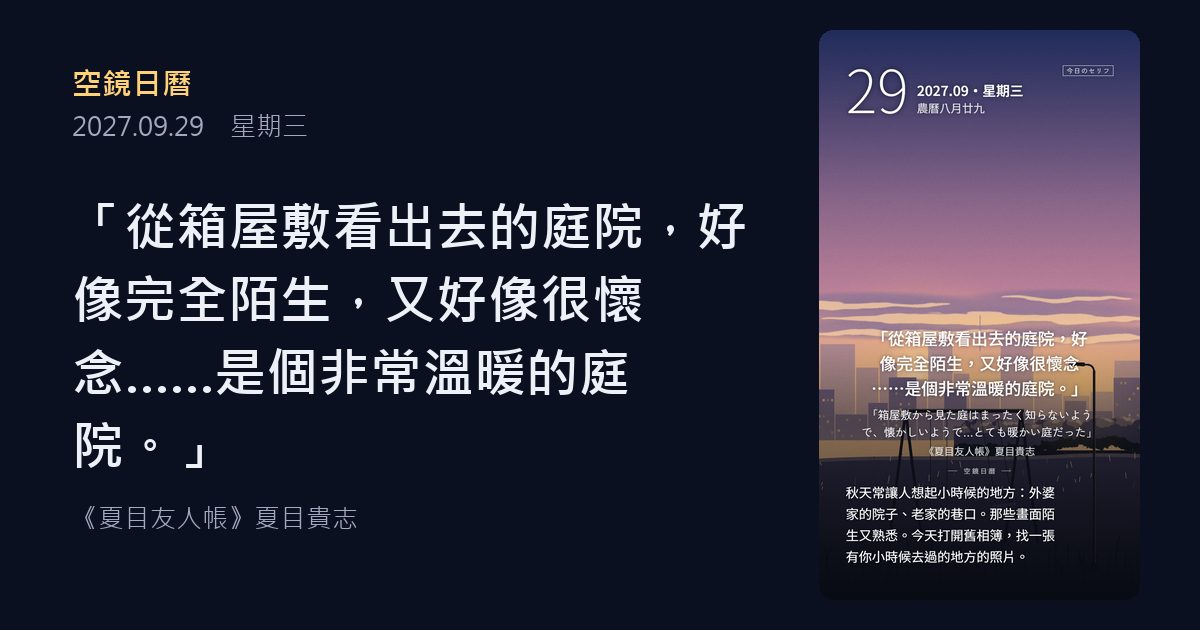 空鏡日曆
2027.09.29 星期三
「從箱屋敷看出去的庭院，好
像完全陌生，又好像很懷
念……是個非常溫暖的庭
院。」
《夏目友人帳》夏目貴志
29
2027.09・星期三
農曆八月廿九
今日のセリフ
「從箱屋敷看出去的庭院，好
像完全陌生，又好像很懷念
……是個非常溫暖的庭院。」
「箱屋敷から見た庭はまったく知らないよう
で、懐かしいようで…とても暖かい庭だった」
《夏目友人帳》夏目貴志
— 空鏡日曆 —
秋天常讓人想起小時候的地方：外婆
家的院子、老家的巷口。那些畫面陌
生又熟悉。今天打開舊相簿，找一張
有你小時候去過的地方的照片。